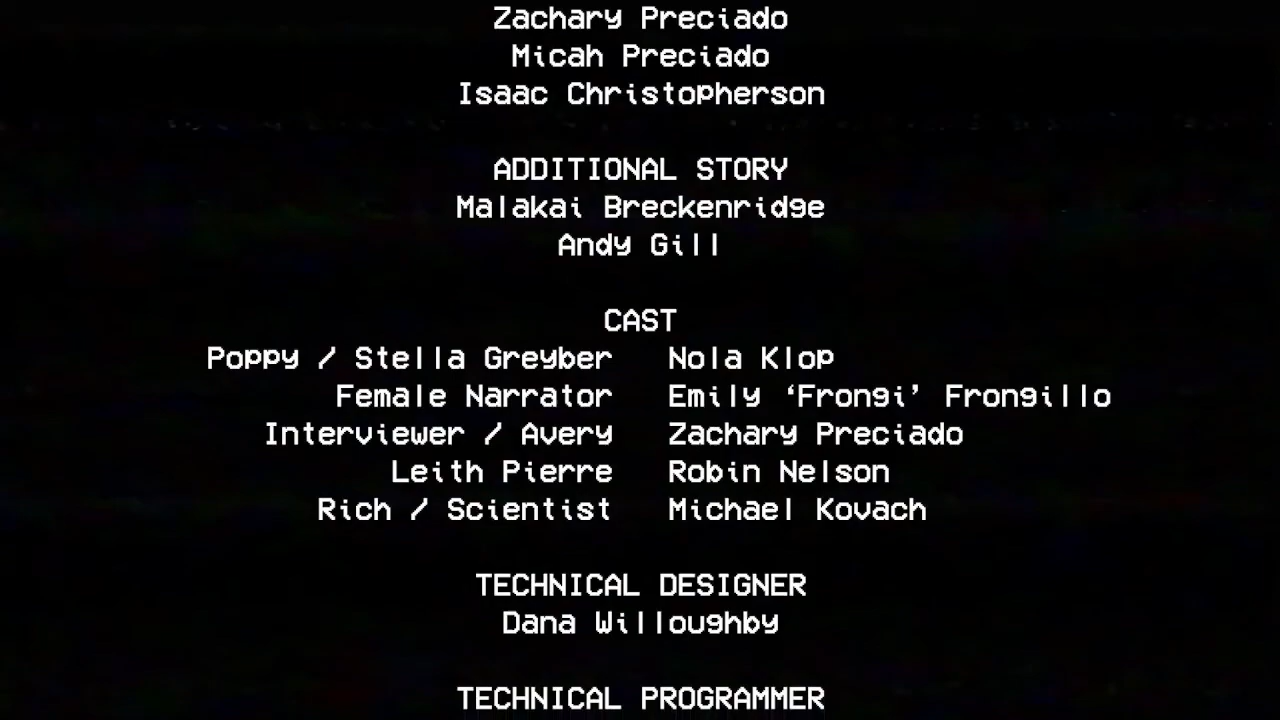 Zachary Preciado
Micah Preciado
Isaac Christopherson
ADDITIONAL STORY
Malakai Breckenridge
Andy Gill
CAST
Poppy / Stella Greyber Nola Klop
Female Narrator Emily ‘Frongi’ Frongillo
Interviewer / Avery Zachary Preciado
Leith Pierre Robin Nelson
Rich / Scientist Michael Kovach
TECHNICAL DESIGNER
Dana Willoughby
TECHNICAL PROGRAMMER